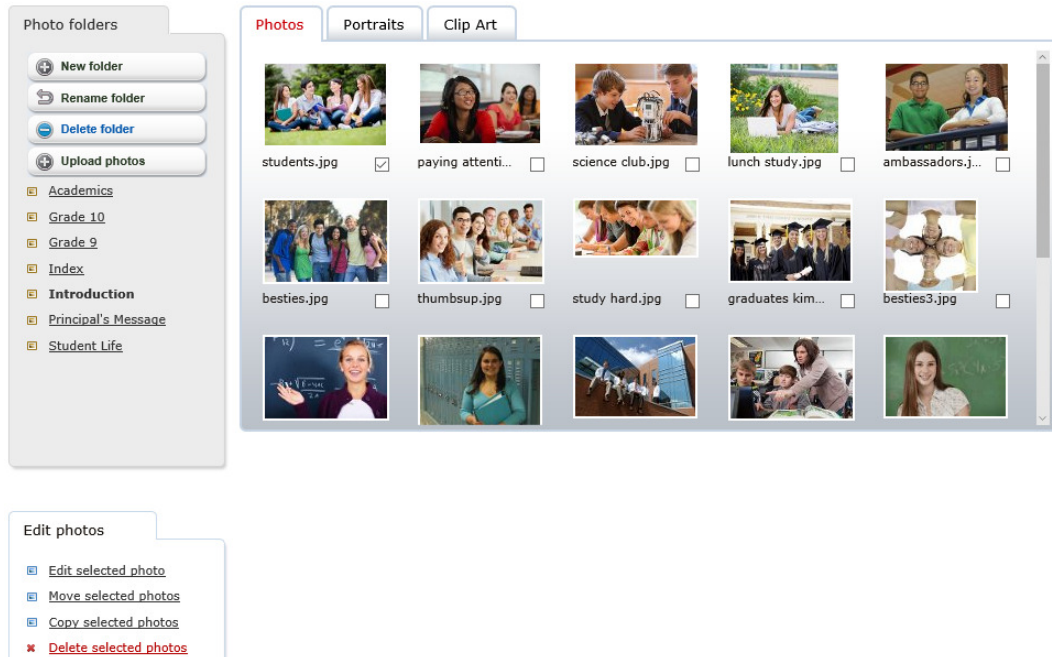 Photo folders
New folder
Rename folder
Delete folder
Upload photos
Academics
Grade 10
Grade 9
Index
Introduction
Principal's Message
Student Life
Photos Portraits Clip Art
students.jpg paying attenti... science club.jpg lunch study.jpg ambassadors.j...
besties.jpg thumbsup.jpg study hard.jpg graduates kim... besties3.jpg
Edit photos
Edit selected photo
Move selected photos
Copy selected photos
Delete selected photos